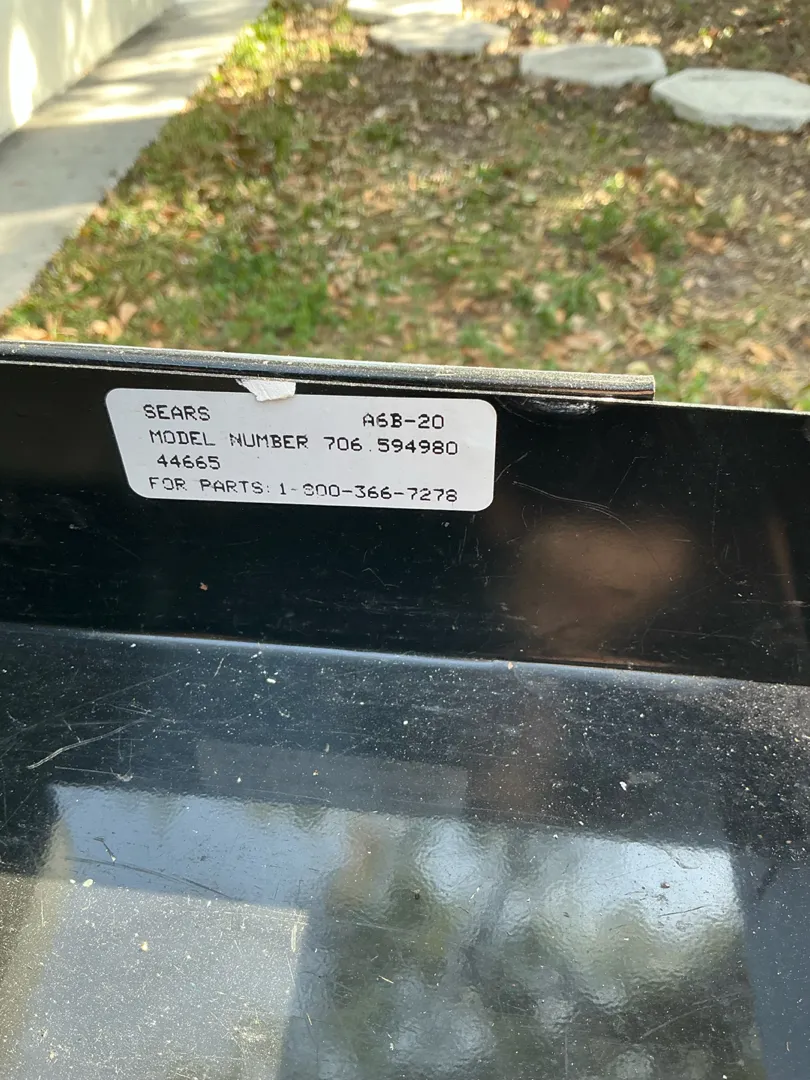 SEARS A6B-20
MODEL NUMBER 706.594980
44665
FOR PARTS: 1-800-366-7278